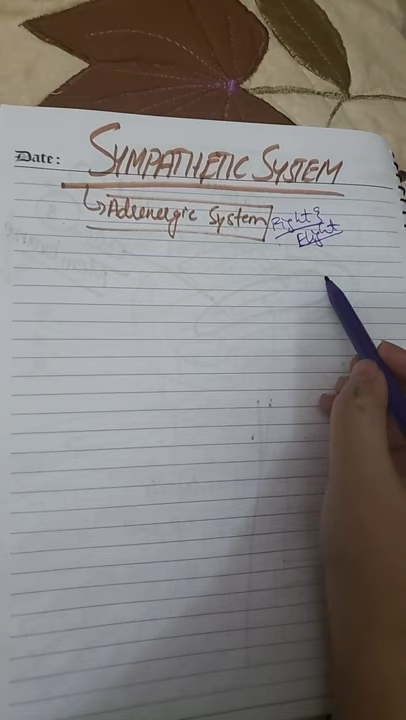 Date:
SYMPATHETIC SYSTEM
↳Adrenergic System
Fight &
Flight